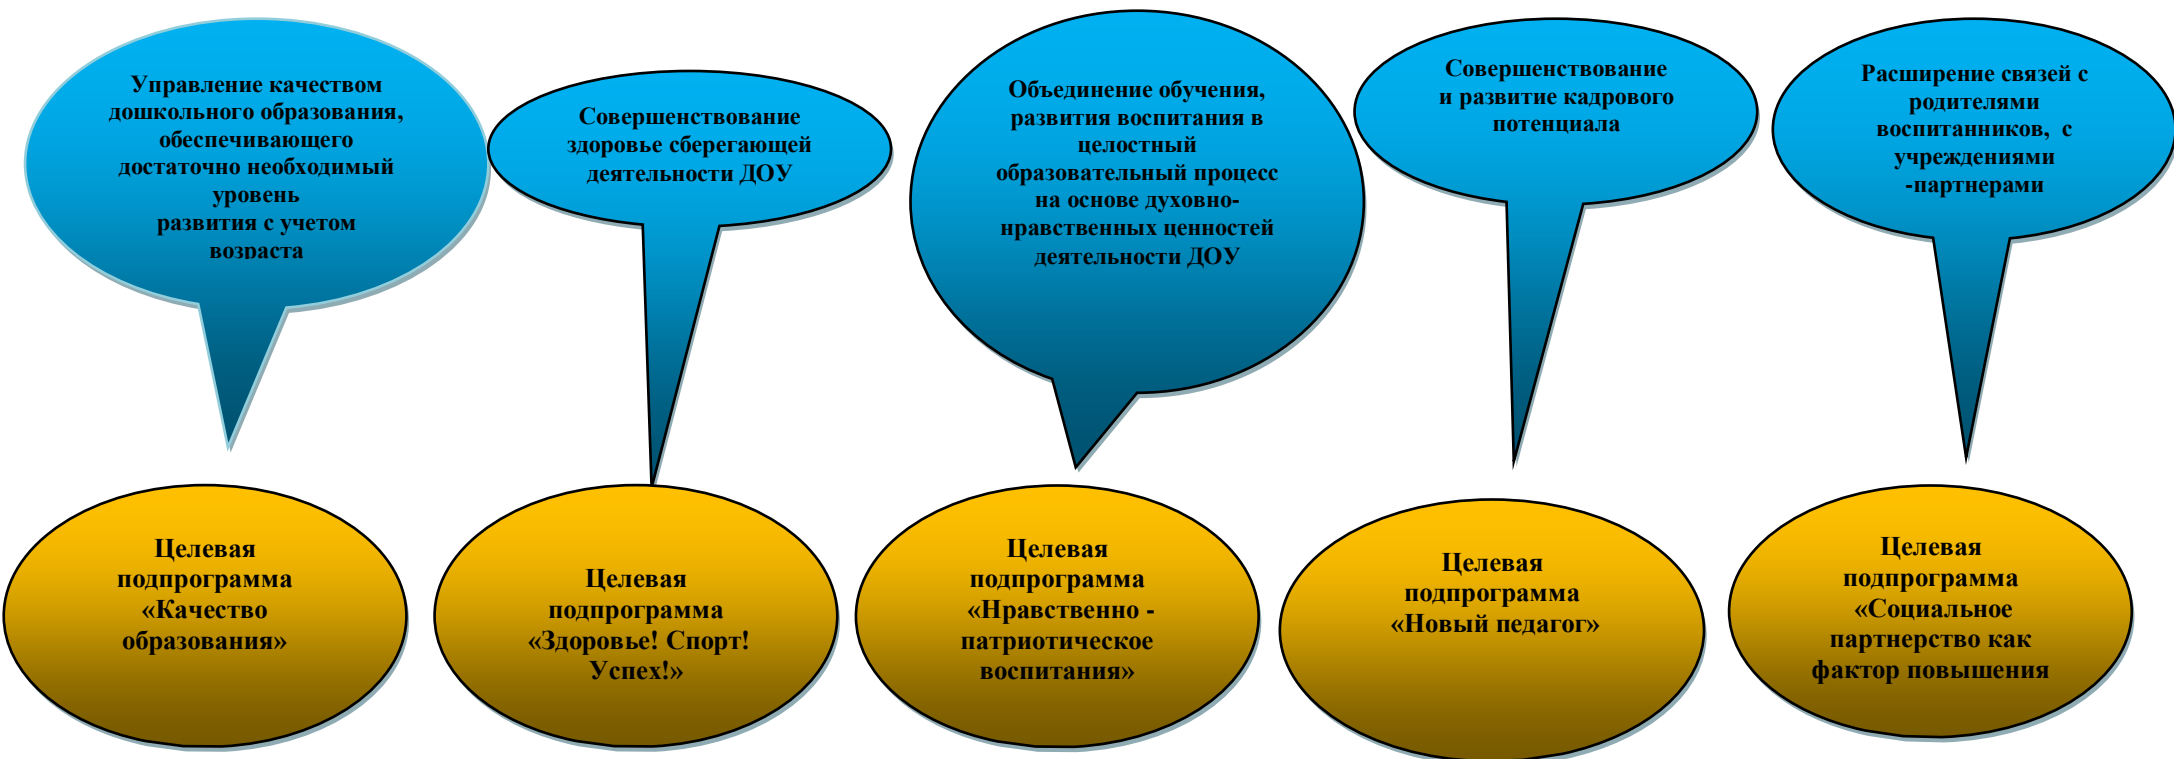 Управление качеством
дошкольного образования,
обеспечивающего
достаточно необходимый
уровень
развития с учетом
возраста
Совершенствование
здоровье сберегающей
деятельности ДОУ
Объединение обучения,
развития воспитания в
целостный
образовательный процесс
на основе духовно-
нравственных ценностей
деятельности ДОУ
Совершенствование
и развитие кадрового
потенциала
Расширение связей с
родителями
воспитанников, с
учреждениями
-партнерами
Целевая
подпрограмма
«Качество
образования»
Целевая
подпрограмма
«Здоровье! Спорт!
Успех!»
Целевая
подпрограмма
«Нравственно -
патриотическое
воспитания»
Целевая
подпрограмма
«Новый педагог»
Целевая
подпрограмма
«Социальное
партнерство как
фактор повышения